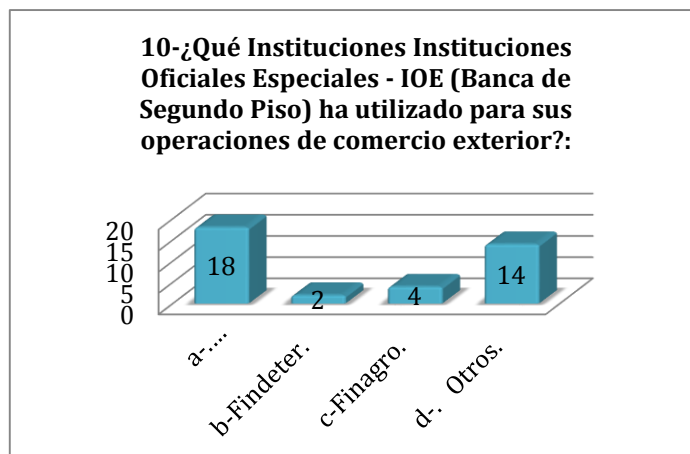 10-¿Qué Instituciones Instituciones
Oficiales Especiales - IOE (Banca de
Segundo Piso) ha utilizado para sus
operaciones de comercio exterior?:
20
15
10
5
0
18
2
4
14
a-....
b-Findeter.
c-Finagro.
d-. Otros.